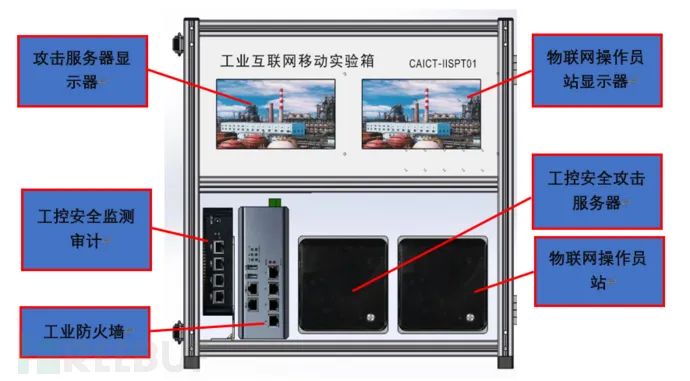 攻击服务器显
示器
工业互联网移动实验箱
CAICT-IISPT01
物联网操作员
站显示器
工控安全监测
审计
工控安全攻击
服务器
物联网操作员
站
工业防火墙